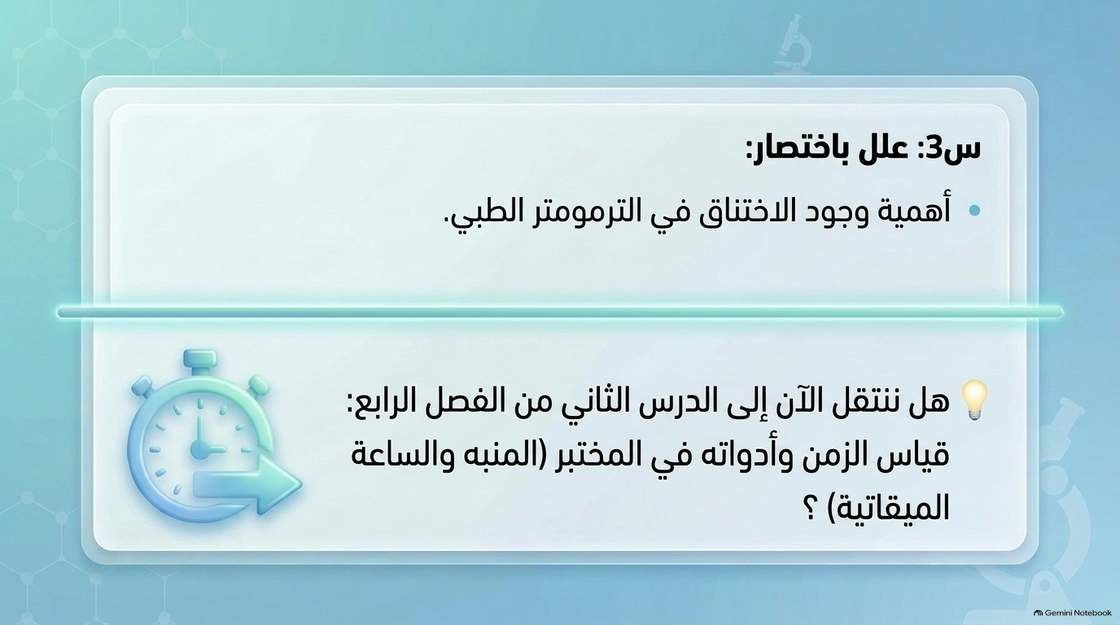 س3: علل باختصار:
• أهمية وجود الاختناق في الترمومتر الطبي.
هل ننتقل الآن إلى الدرس الثاني من الفصل الرابع:
قياس الزمن وأدواته في المختبر (المنبه والساعة
الميقاتية) ؟
Gemini Notebook